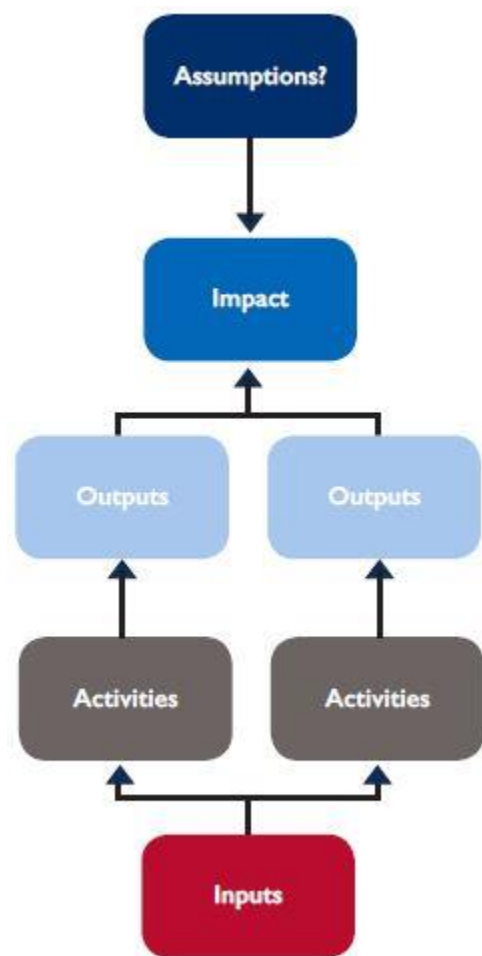 Assumptions?
Impact
Outputs
Outputs
Activities
Activities
Inputs